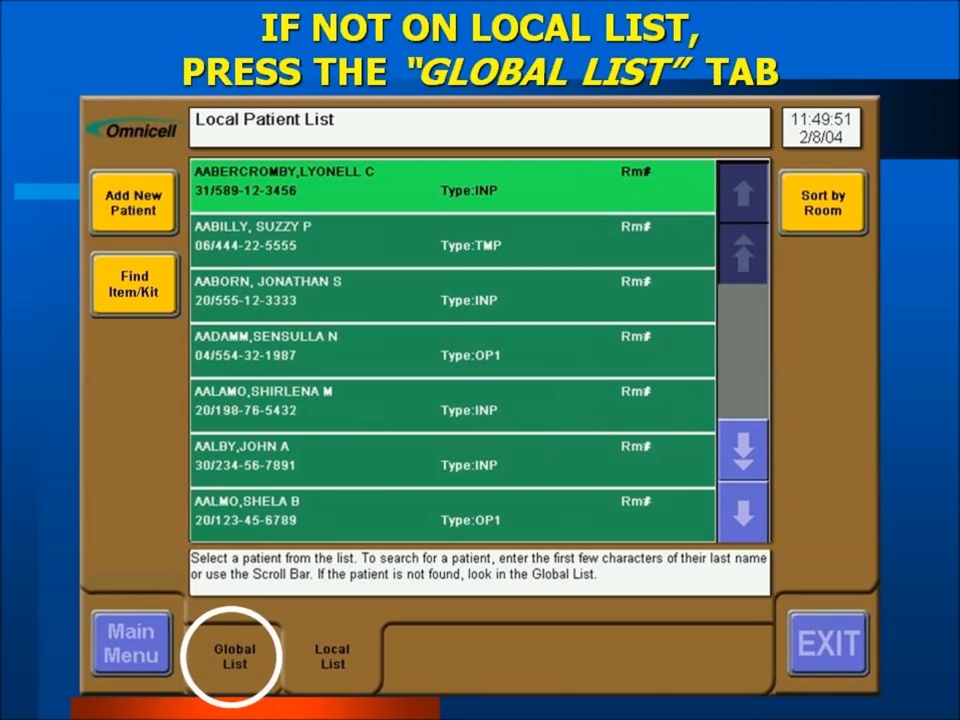 IF NOT ON LOCAL LIST,
PRESS THE "GLOBAL LIST" TAB
Omnicell
Local Patient List
11:49:51
2/8/04
Add New
Patient
Find
Item/Kit
AABERCROMBY,LYONELL C Rm#
31/589-12-3456 Type:INP
AABILLY, SUZZY P Rm#
06/444-22-5555 Type:TMP
AABORN, JONATHAN S Rm#
20/555-12-3333 Type:INP
AADAMM,SENSULLA N Rm#
04/554-32-1987 Type:OP1
AALAMO,SHIRLENA M Rm#
20/198-76-5432 Type:INP
AALBY,JOHN A Rm#
30/234-56-7891 Type:INP
AALMO,SHELA B Rm#
20/123-45-6789 Type:OP1
Sort by
Room
Select a patient from the list. To search for a patient, enter the first few characters of their last name
or use the Scroll Bar. If the patient is not found, look in the Global List.
Main
Menu
Global
List
Local
List
EXIT